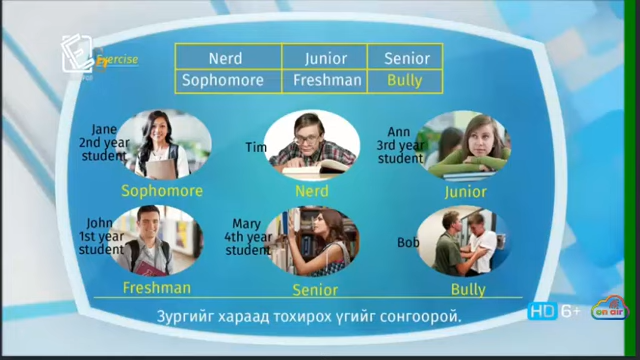 Exercise
Nerd Junior Senior
Sophomore Freshman Bully
Jane
2nd year
student
Tim
Ann
3rd year
student
Sophomore Nerd Junior
John
1st year
student
Mary
4th year
student
Bob
Freshman Senior Bully
Зургийг хараад тохирох үгийг сонгоорой.
HD 6+ on air